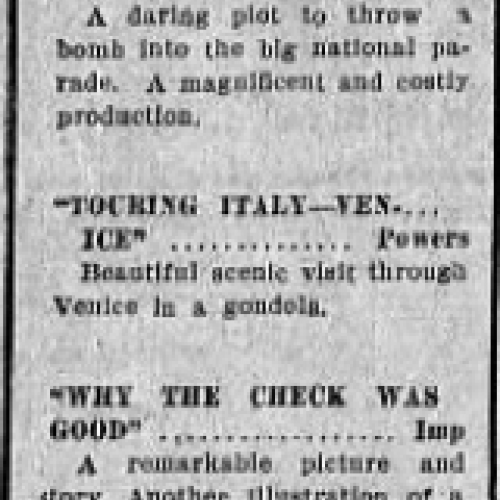 A daring plot to throw a
bomb into the big national pa-
rade. A magnificent and costly
production.
"TOURING ITALY—VEN-...
ICE" .............. Powers
Beautiful scenic visit through
Venice in a gondola.
"WHY THE CHECK WAS
GOOD" .................. Imp
A remarkable picture and
story. Another illustration of a